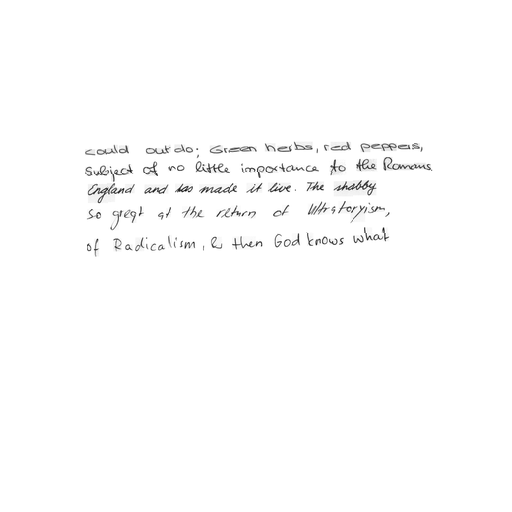 could outdo; Green herbs, red peppers,
Subject of no little importance to the Romans
England and has made it live. The shabby
so great at the return of Ultratoryism,
of Radicalism, & then God knows what